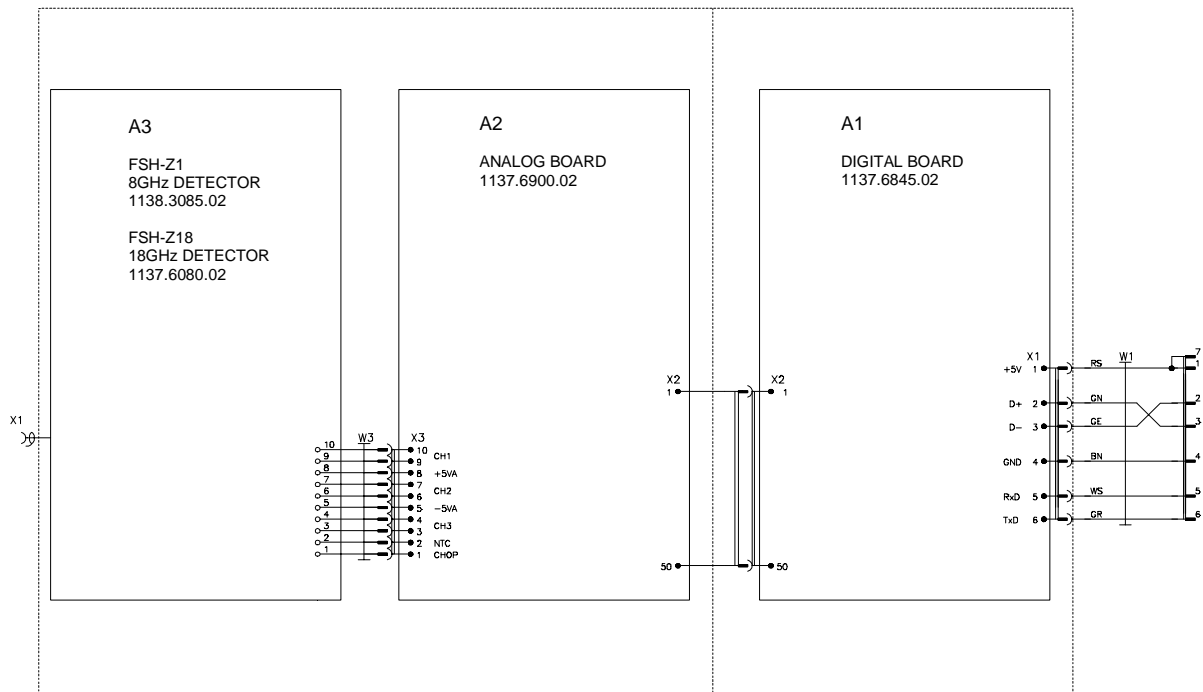 A3
FSH-Z1
8GHz DETECTOR
1138.3085.02
FSH-Z18
18GHz DETECTOR
1137.6080.02
A2
ANALOG BOARD
1137.6900.02
A1
DIGITAL BOARD
1137.6845.02
X1
10
9
8
7
6
5
4
3
2
1
W3
X3
10
CH1
9
8 +5VA
7
CH2
6
5 -5VA
4
CH3
3
2 NTC
1 CHOP
X2
1
50
X2
1
50
X1
+5V 1
D+ 2
D- 3
GND 4
RxD 5
TxD 6
W1
RS
GN
GE
BN
WS
GR
7
1
2
3
4
5
6